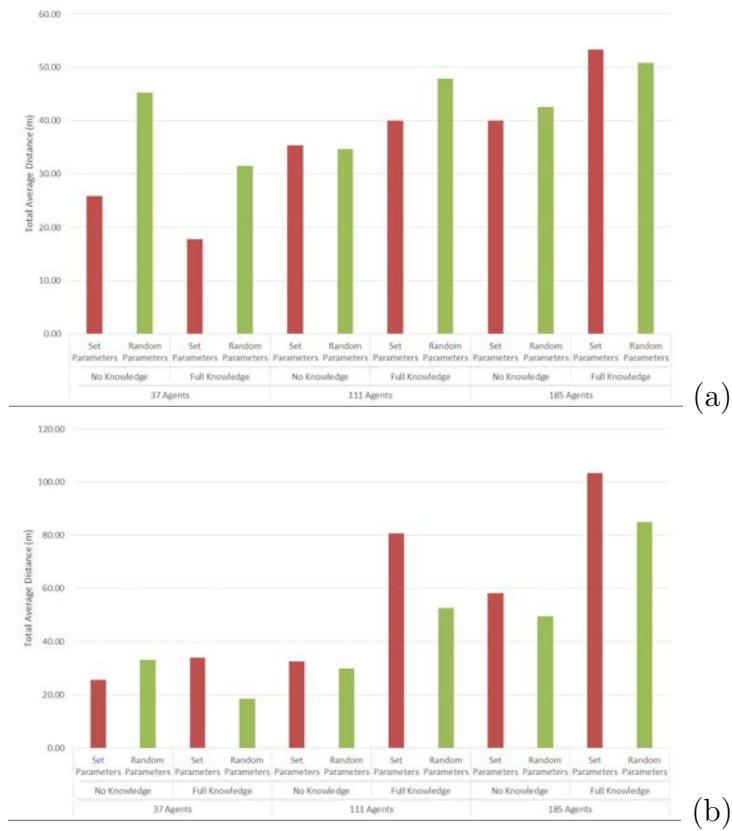 60.00
50.00
40.00
30.00
20.00
10.00
0.00
Total Average Distance (m)
Set Random Set Random Set Random Set Random Set Random Set Random
Parameters Parameters Parameters Parameters Parameters Parameters Parameters Parameters Parameters Parameters Parameters Parameters
No Knowledge Full Knowledge No Knowledge Full Knowledge No Knowledge Full Knowledge
37 Agents 111 Agents 185 Agents
(a)
120.00
100.00
80.00
60.00
40.00
20.00
0.00
Total Average Distance (m)
Set Random Set Random Set Random Set Random Set Random Set Random
Parameters Parameters Parameters Parameters Parameters Parameters Parameters Parameters Parameters Parameters Parameters Parameters
No Knowledge Full Knowledge No Knowledge Full Knowledge No Knowledge Full Knowledge
37 Agents 111 Agents 185 Agents
(b)